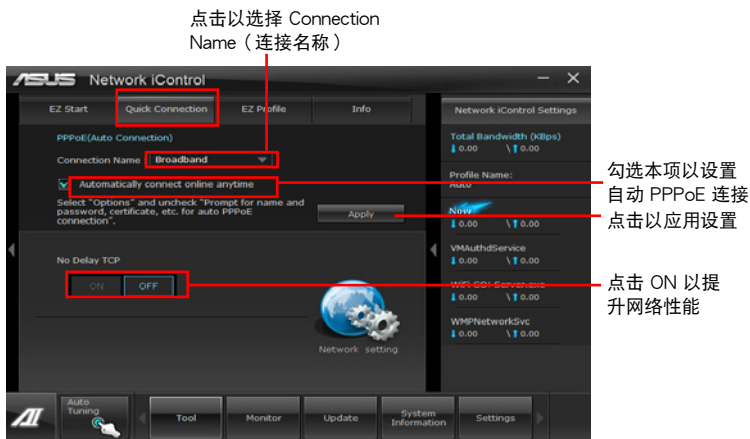 点击以选择 Connection
Name（连接名称）
ASUS Network iControl
EZ Start
Quick Connection
EZ Profile
Info
PPPoE(Auto Connection)
Connection Name
Broadband
Automatically connect online anytime
Select "Options" and uncheck "Prompt for name and
password, certificate, etc. for auto PPPoE
connection".
Apply
No Delay TCP
ON
OFF
Network setting
Network iControl Settings
Total Bandwidth (KBps)
0.00 \ 0.00
Profile Name:
Auto
Now
0.00 \ 0.00
VMAuthdService
0.00 \ 0.00
WiFi GO! Server.exe
0.00 \ 0.00
WMPNetworkSvc
0.00 \ 0.00
勾选本项以设置
自动 PPPoE 连接
点击以应用设置
点击 ON 以提
升网络性能
AI
Auto
Tuning
Tool
Monitor
Update
System
Information
Settings